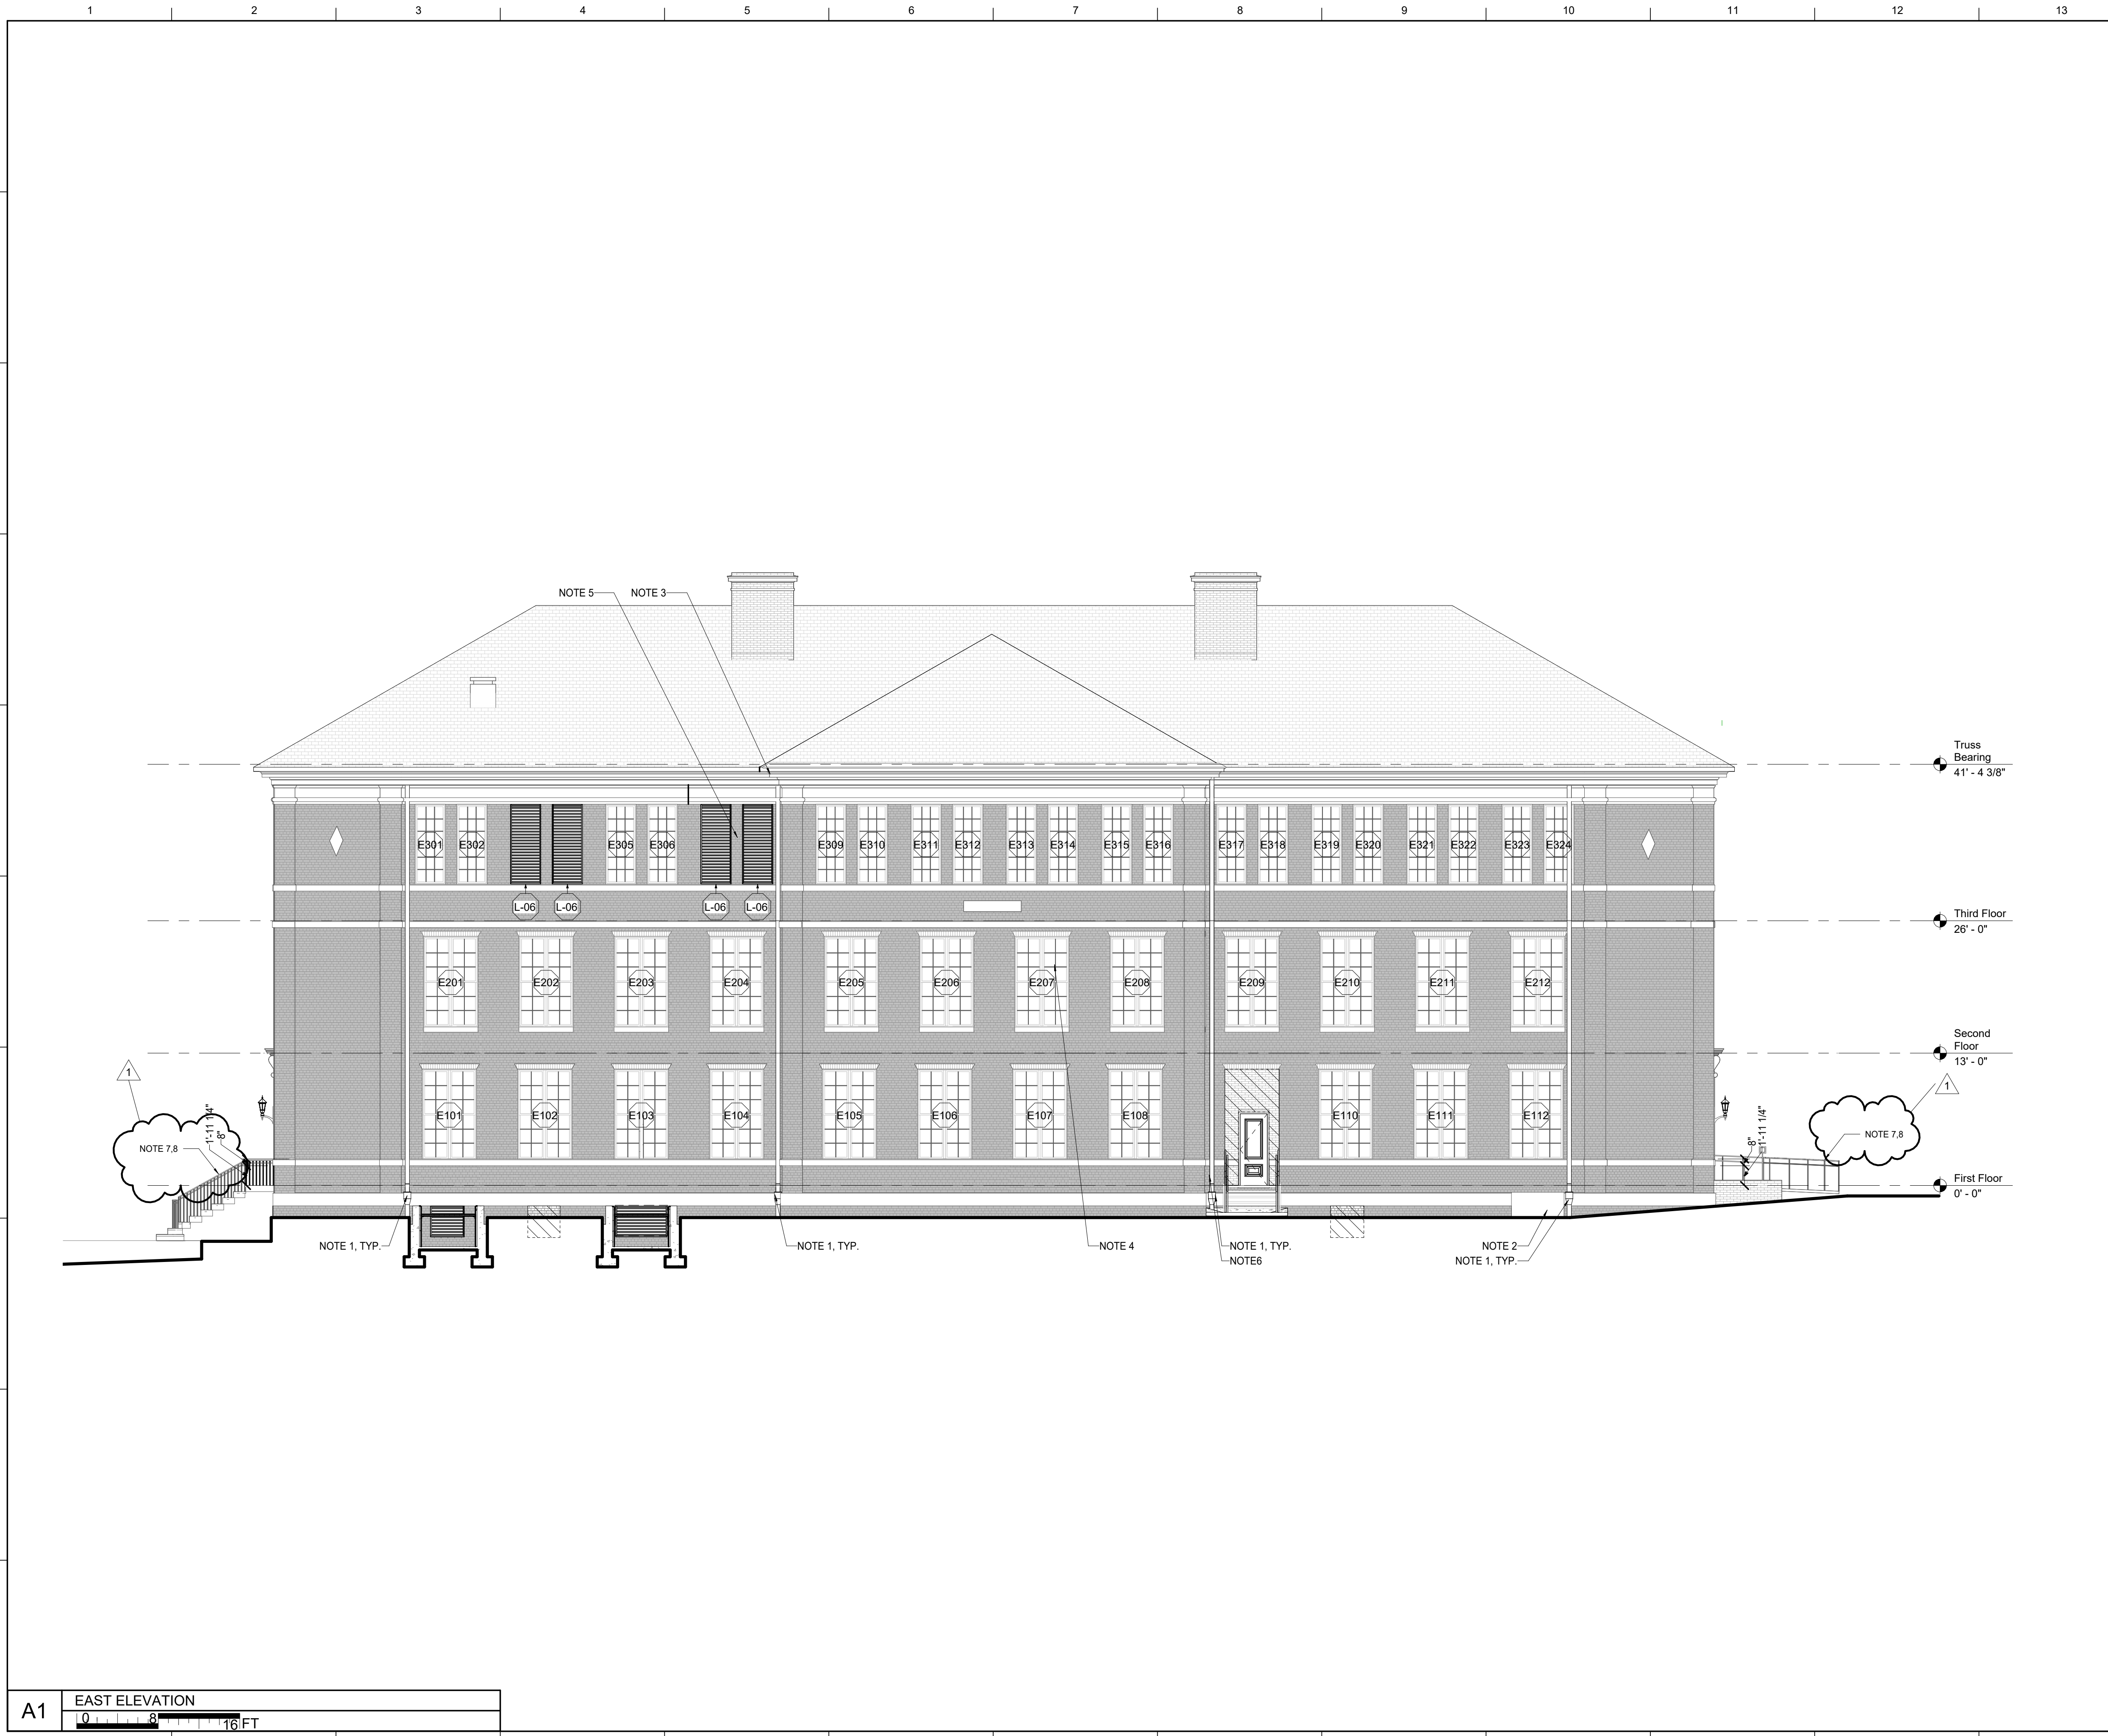 1 2 3 4 5 6 7 8 9 10 11 12 13
NOTE 5 NOTE 3
Truss
Bearing
41' - 4 3/8"
E301 E302 E305 E306 E309 E310 E311 E312 E313 E314 E315 E316 E317 E318 E319 E320 E321 E322 E323 E324
L-06 L-06 L-06 L-06
Third Floor
26' - 0"
E201 E202 E203 E204 E205 E206 E207 E208 E209 E210 E211 E212
Second
Floor
13' - 0"
1 1
E101 E102 E103 E104 E105 E106 E107 E108 E110 E111 E112
1'-11 1/4"
8"
8"
1'-11 1/4"
NOTE 7,8 NOTE 7,8
First Floor
0' - 0"
NOTE 1, TYP. NOTE 1, TYP. NOTE 4 NOTE 1, TYP. NOTE 2
NOTE6 NOTE 1, TYP.
A1 EAST ELEVATION
0 8 16 FT